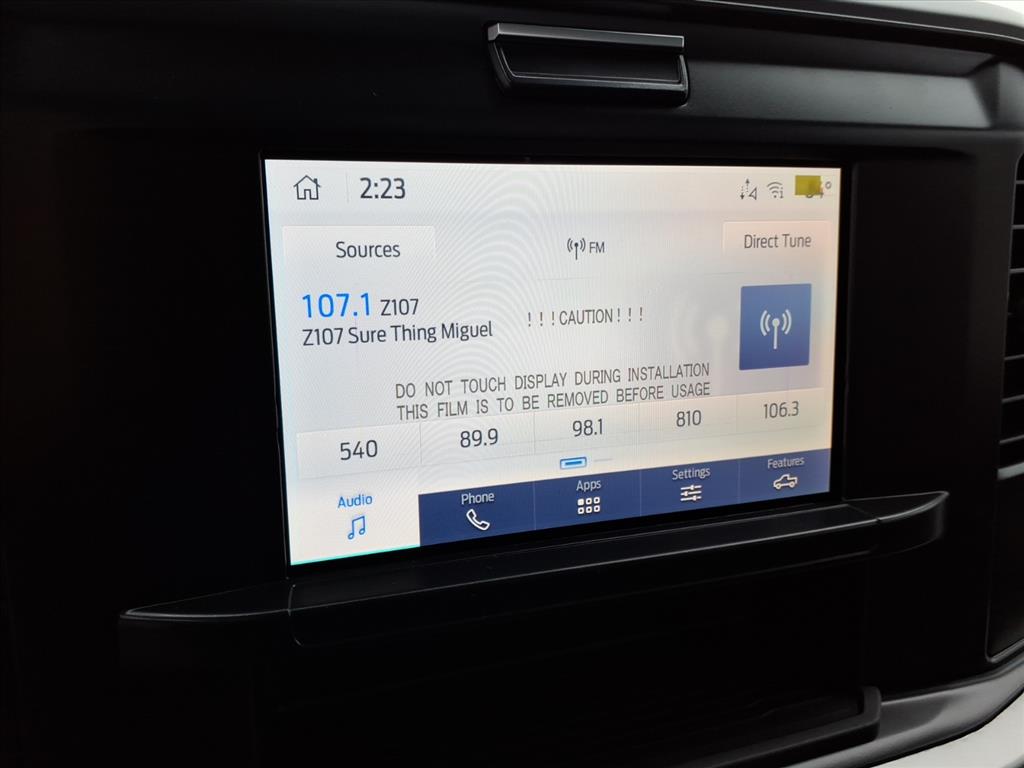 2:23
Sources
FM
Direct Tune
107.1 Z107
Z107 Sure Thing Miguel
! ! ! CAUTION ! ! !
DO NOT TOUCH DISPLAY DURING INSTALLATION
THIS FILM IS TO BE REMOVED BEFORE USAGE
540 89.9 98.1 810 106.3
Audio Phone Apps Settings Features